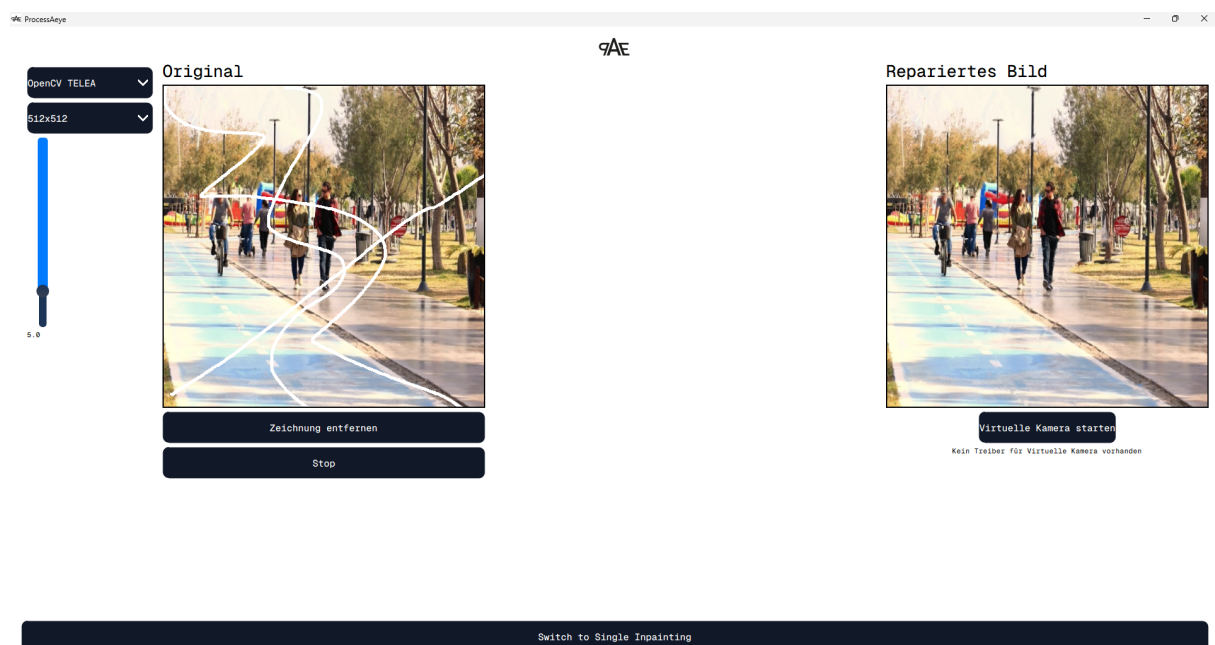 ProcessAeye
PAE
OpenCV TELEA
512x512
5.0
Original
Zeichnung entfernen
Stop
Repariertes Bild
Virtuelle Kamera starten
Kein Treiber für Virtuelle Kamera vorhanden
Switch to Single Inpainting